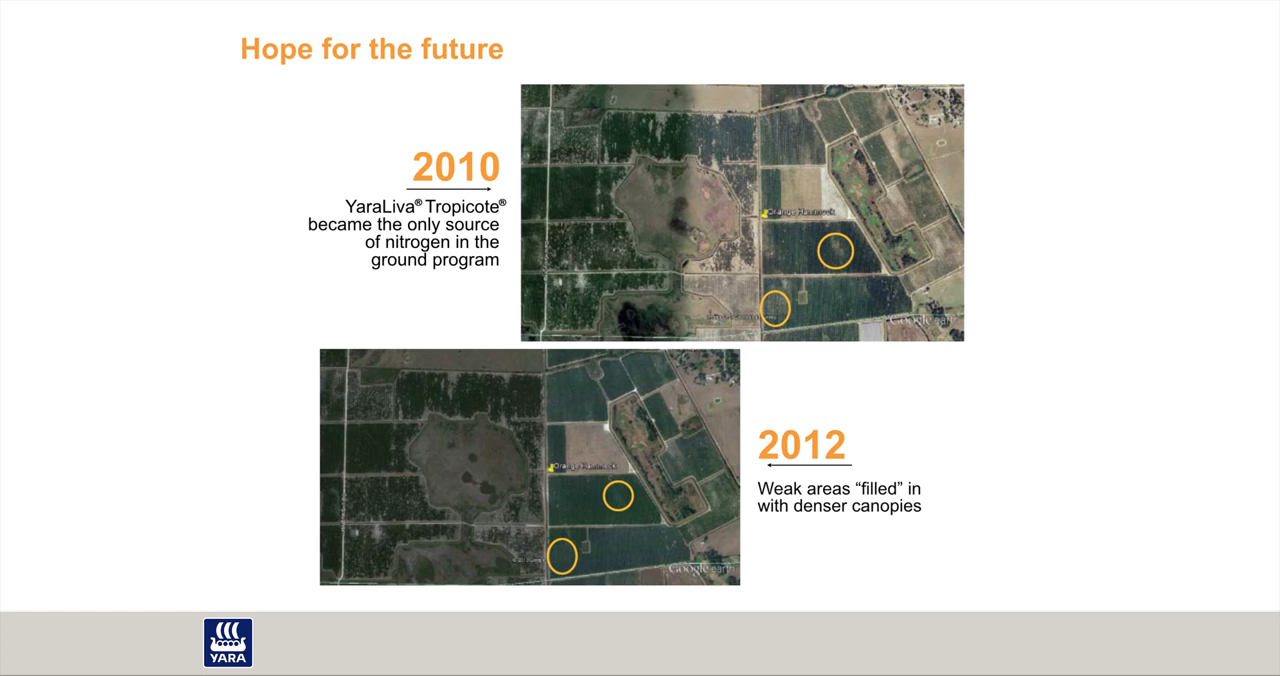 Hope for the future
2010
YaraLiva® Tropicote®
became the only source
of nitrogen in the
ground program
Orange Hammock
Google earth
Orange Hammock
Google earth
2012
Weak areas “filled” in
with denser canopies
YARA